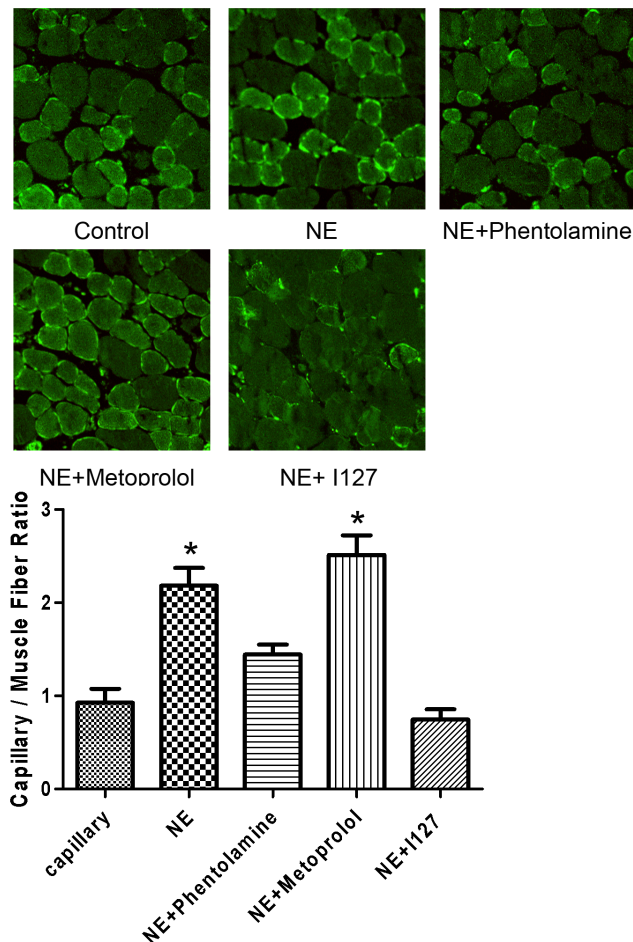 Control
NE
NE+Phentolamine
NE+Metoprolol
NE+ I127
Capillary / Muscle Fiber Ratio
3
2
1
0
*
*
capillary
NE
NE+Phentolamine
NE+Metoprolol
NE+I127